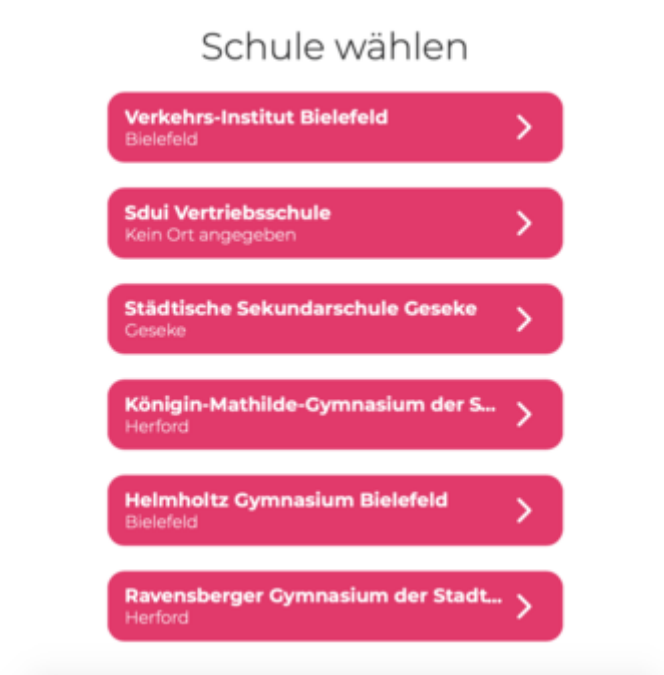 Schule wählen
Verkehrs-Institut Bielefeld
Bielefeld
Sdui Vertriebsschule
Kein Ort angegeben
Städtische Sekundarschule Geseke
Geseke
Königin-Mathilde-Gymnasium der S...
Herford
Helmholtz Gymnasium Bielefeld
Bielefeld
Ravensberger Gymnasium der Stadt...
Herford